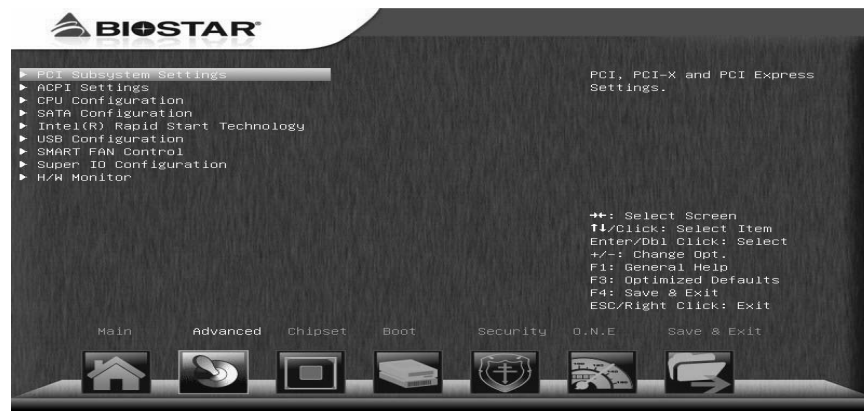 BIOSTAR®
► PCI Subsystem Settings
► ACPI Settings
► CPU Configuration
► SATA Configuration
► Intel(R) Rapid Start Technology
► USB Configuration
► SMART FAN Control
► Super IO Configuration
► H/W Monitor
PCI, PCI-X and PCI Express
Settings.
→←: Select Screen
↑↓/Click: Select Item
Enter/Dbl Click: Select
+/-: Change Opt.
F1: General Help
F3: Optimized Defaults
F4: Save & Exit
ESC/Right Click: Exit
Main Advanced Chipset Boot Security O.N.E Save & Exit